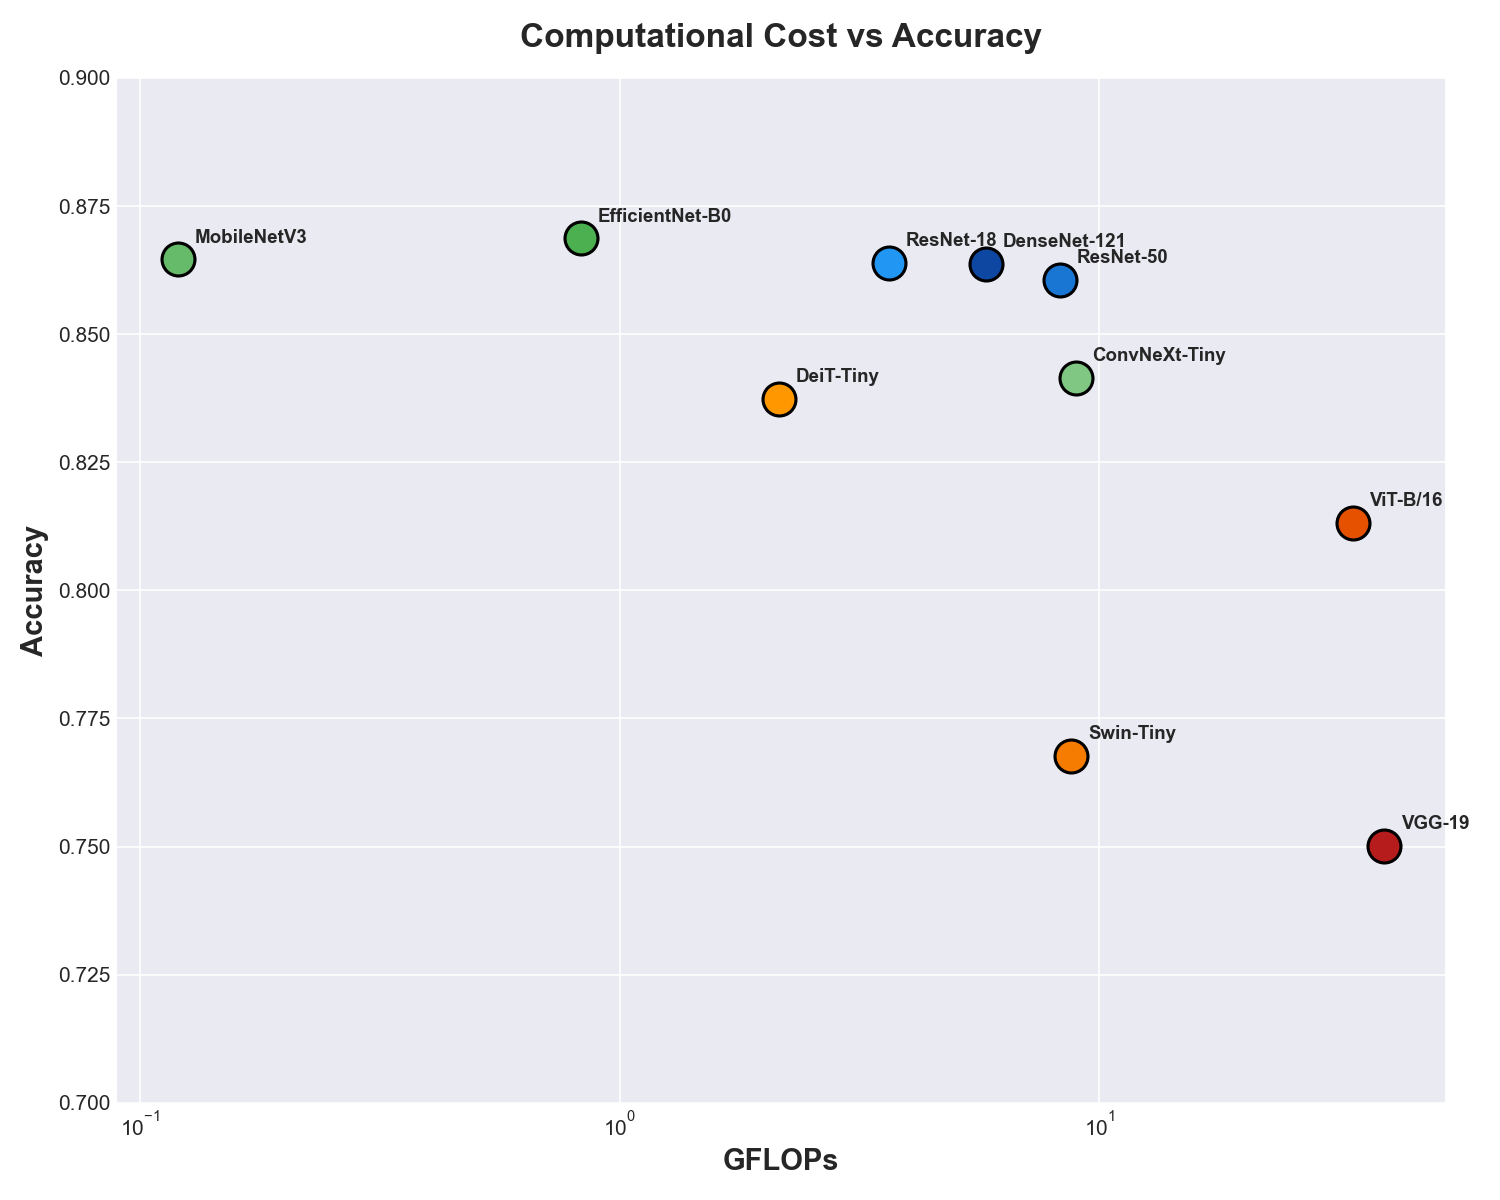 Computational Cost vs Accuracy
0.900
0.875
0.850
0.825
0.800
0.775
0.750
0.725
0.700
Accuracy
MobileNetV3
EfficientNet-B0
ResNet-18
DenseNet-121
ResNet-50
ConvNeXt-Tiny
DeiT-Tiny
ViT-B/16
Swin-Tiny
VGG-19
10⁻¹
10⁰
10¹
GFLOPs